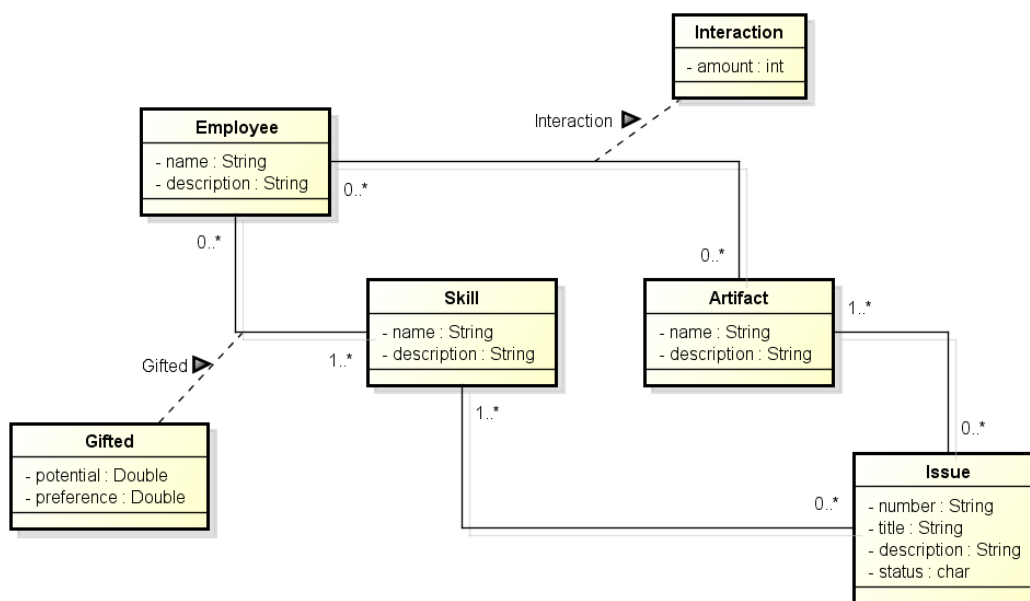 Interaction
- amount : int
Interaction
Employee
- name : String
- description : String
0..*
0..*
0..*
Skill
- name : String
- description : String
Artifact
- name : String
- description : String
1..*
1..*
Gifted
1..*
0..*
Gifted
- potential : Double
- preference : Double
Issue
- number : String
- title : String
- description : String
- status : char
0..*